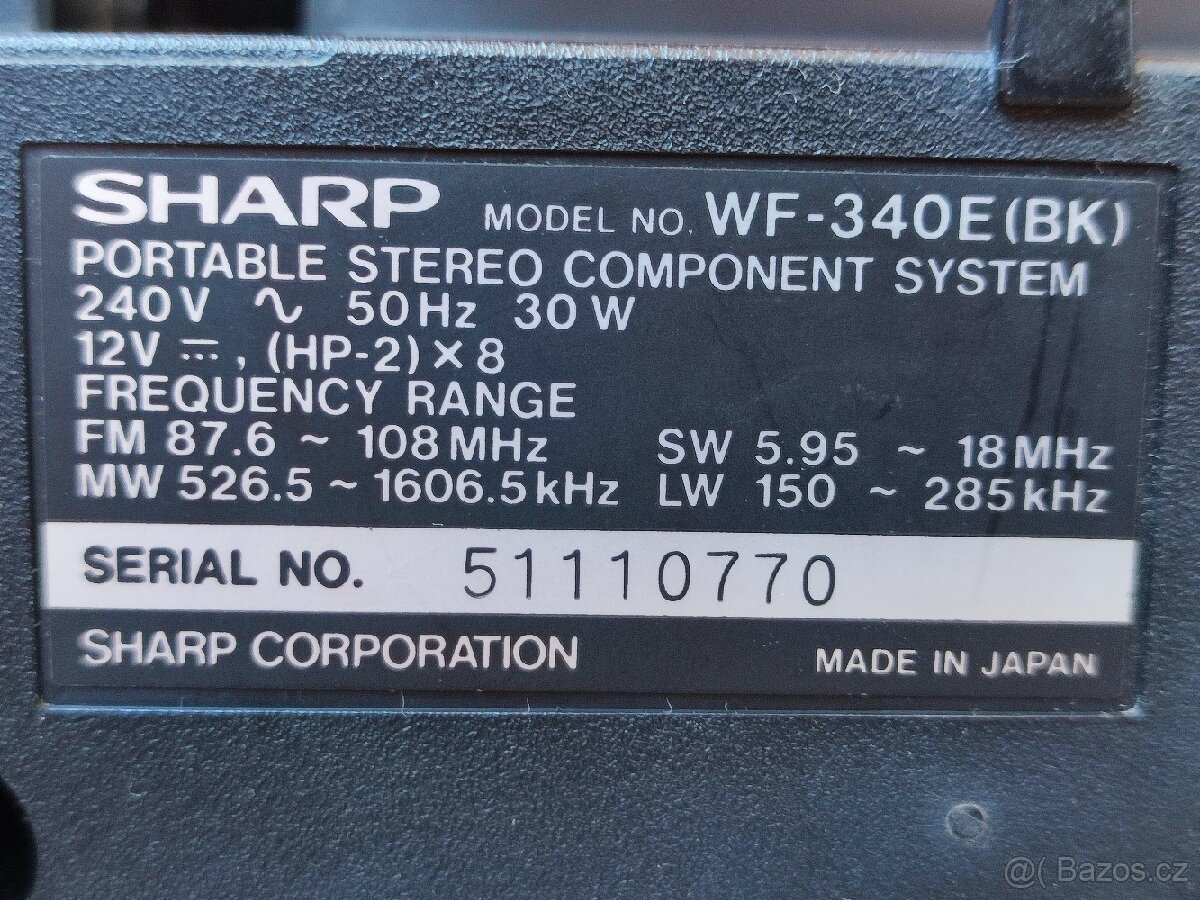 SHARP MODEL NO. WF-340E(BK)
PORTABLE STEREO COMPONENT SYSTEM
240V ∿ 50Hz 30W
12V ⎓, (HP-2) × 8
FREQUENCY RANGE
FM 87.6 ~ 108MHz SW 5.95 ~ 18MHz
MW 526.5 ~ 1606.5kHz LW 150 ~ 285kHz
SERIAL NO. 51110770
SHARP CORPORATION MADE IN JAPAN
@( Bazos.cz